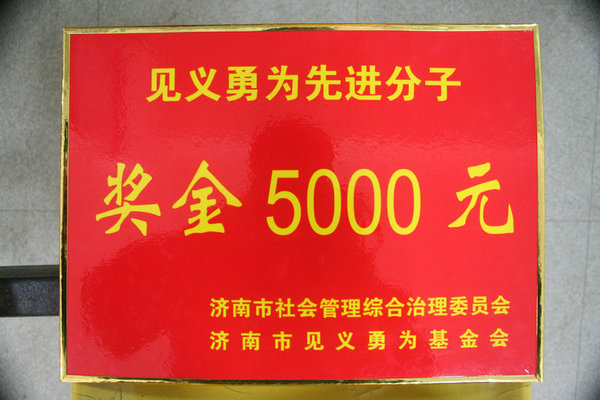 见义勇为先进分子
奖金 5000 元
济南市社会管理综合治理委员会
济南市见义勇为基金会